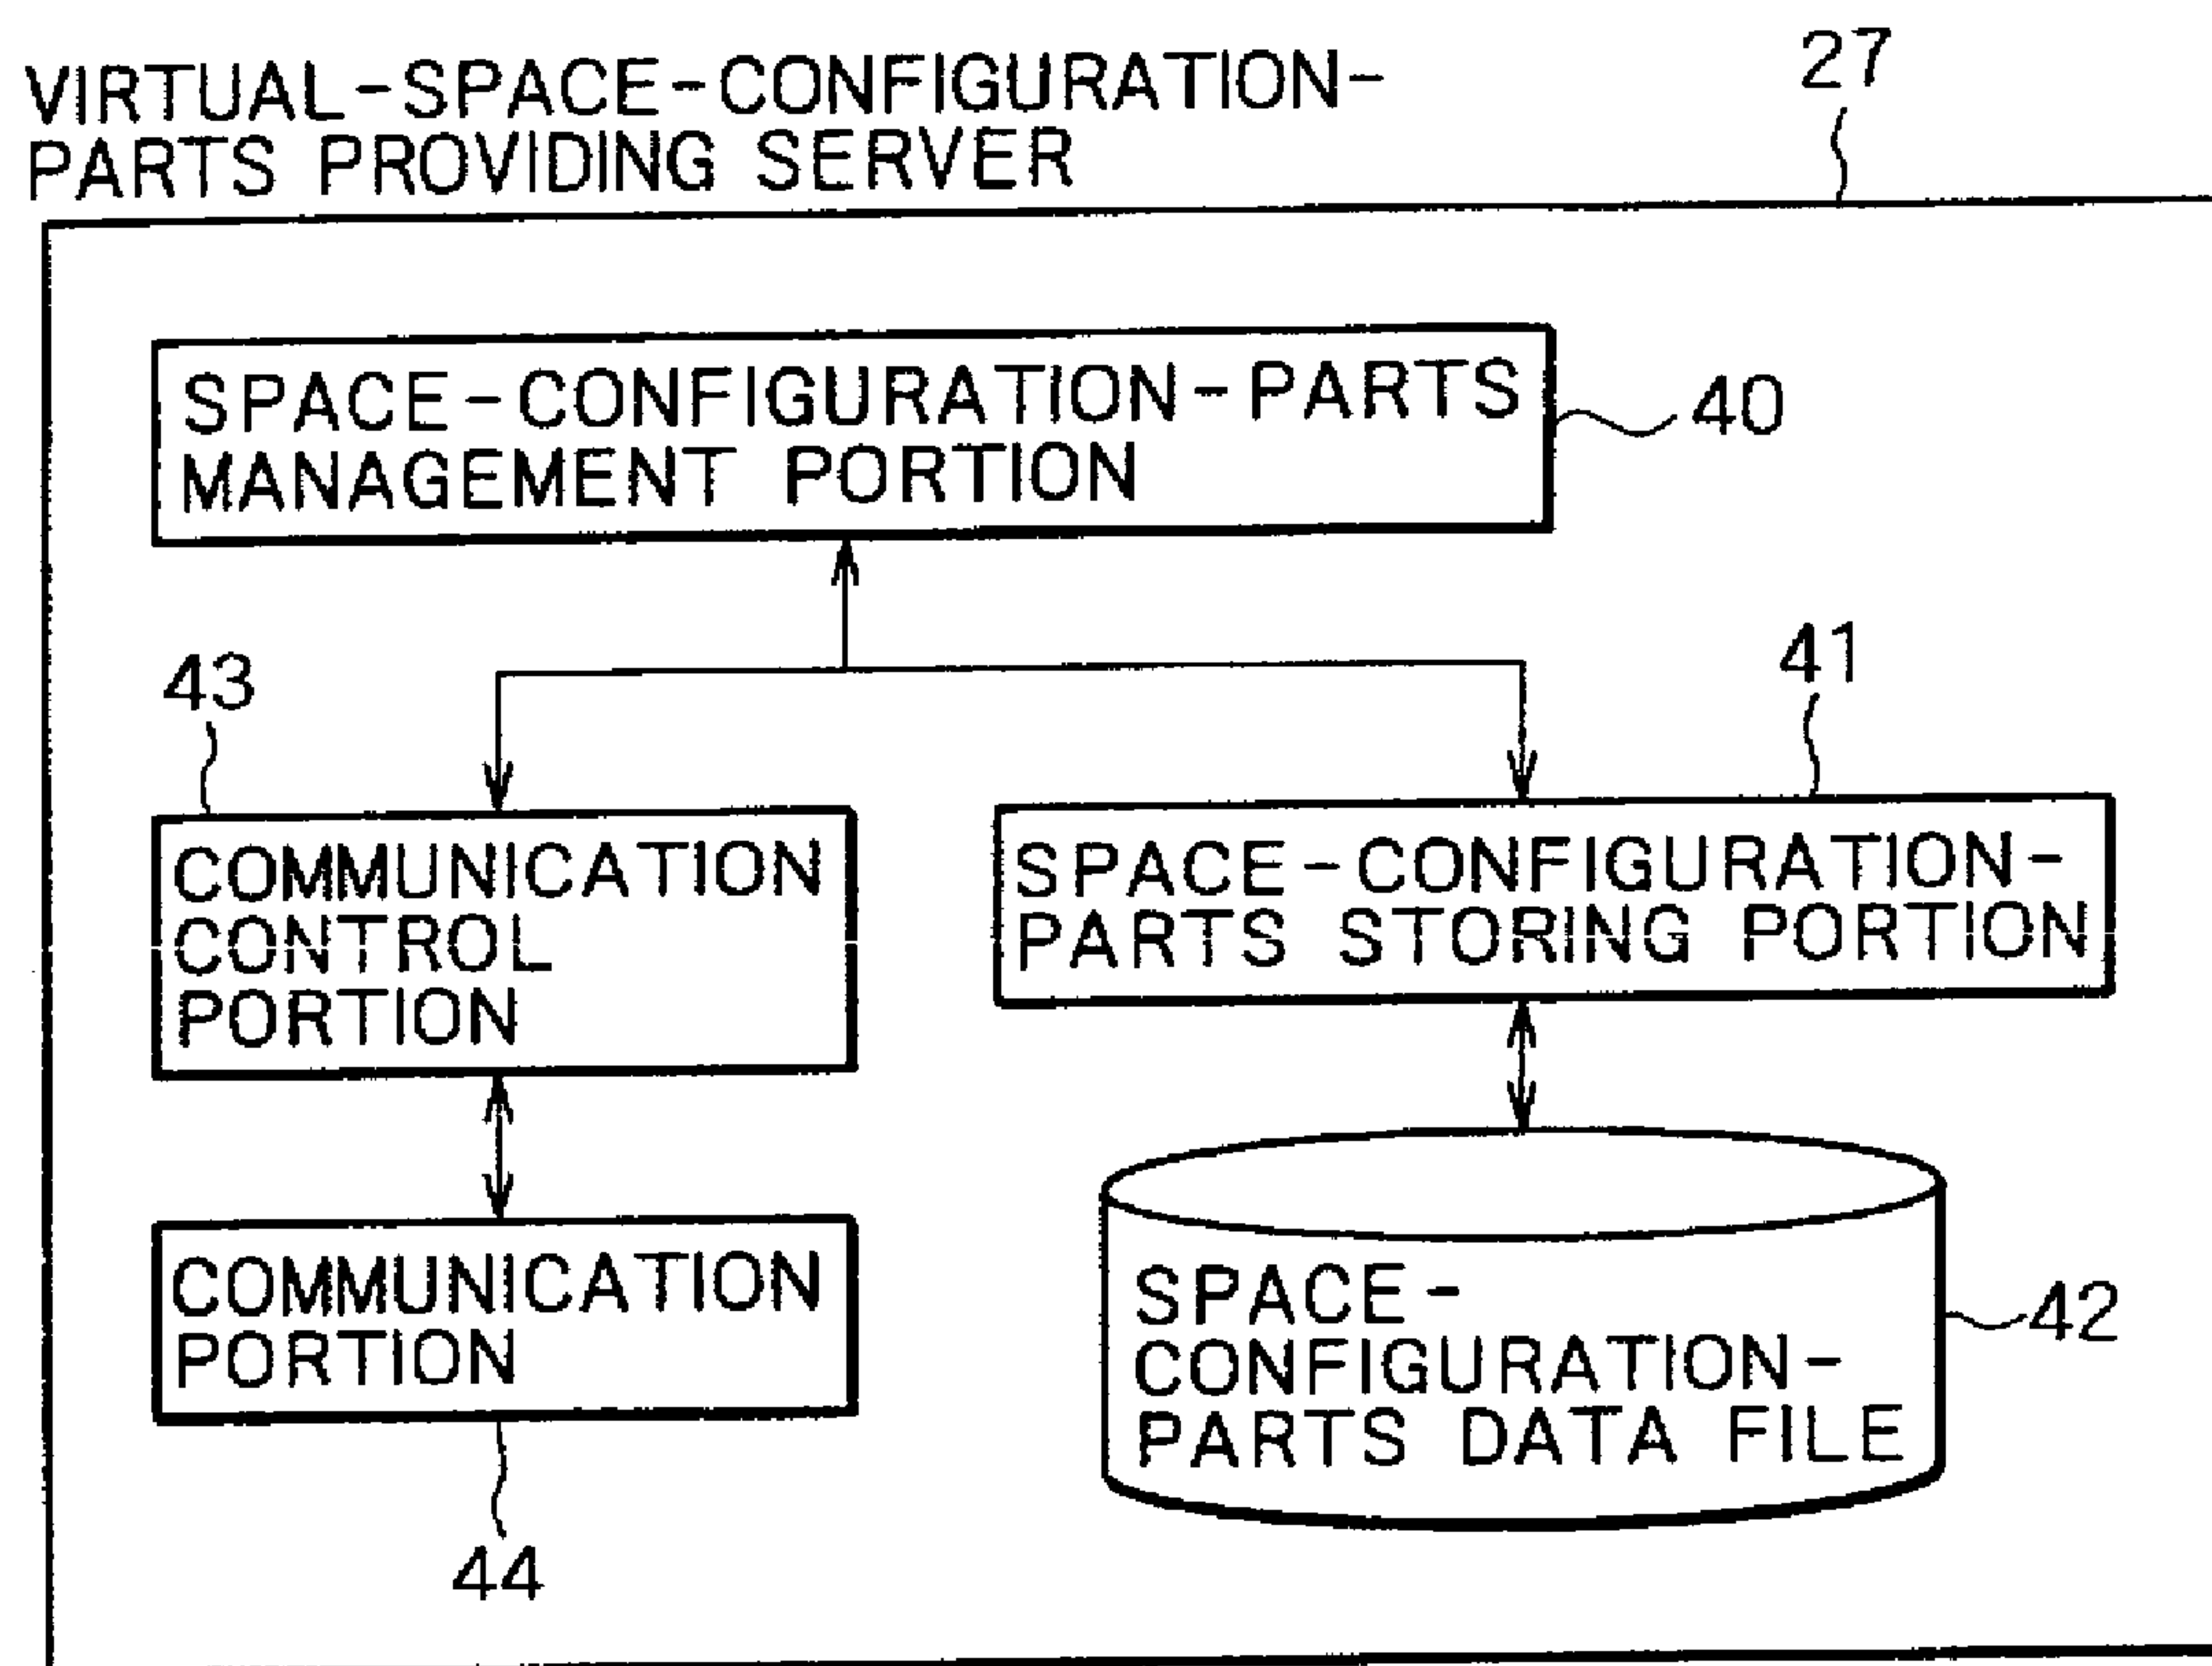 VIRTUAL-SPACE-CONFIGURATION-
PARTS PROVIDING SERVER
27
SPACE-CONFIGURATION-PARTS
MANAGEMENT PORTION
40
43
41
COMMUNICATION
CONTROL
PORTION
SPACE-CONFIGURATION-
PARTS STORING PORTION
COMMUNICATION
PORTION
44
SPACE-
CONFIGURATION-
PARTS DATA FILE
42